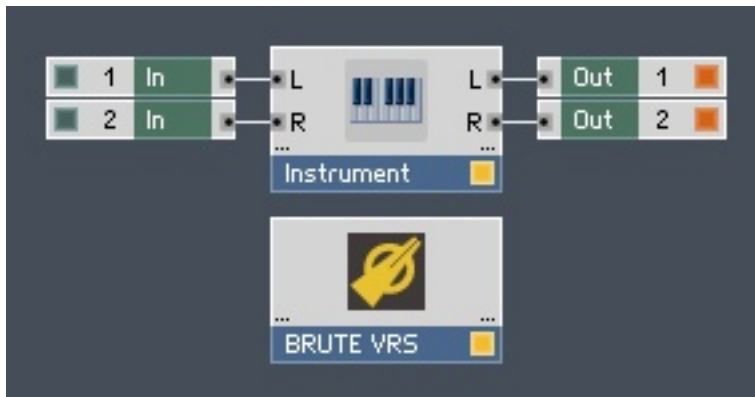 1 In L L Out 1
2 In R R Out 2
... ...
Instrument
... ...
BRUTE VRS